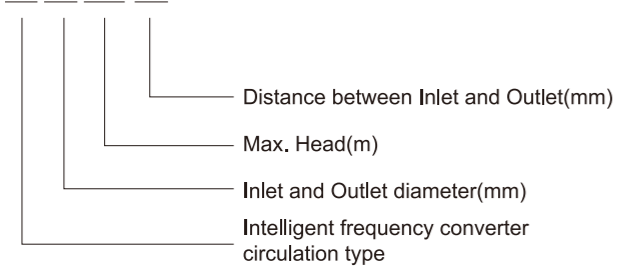 Distance between Inlet and Outlet(mm)
Max. Head(m)
Inlet and Outlet diameter(mm)
Intelligent frequency converter
circulation type